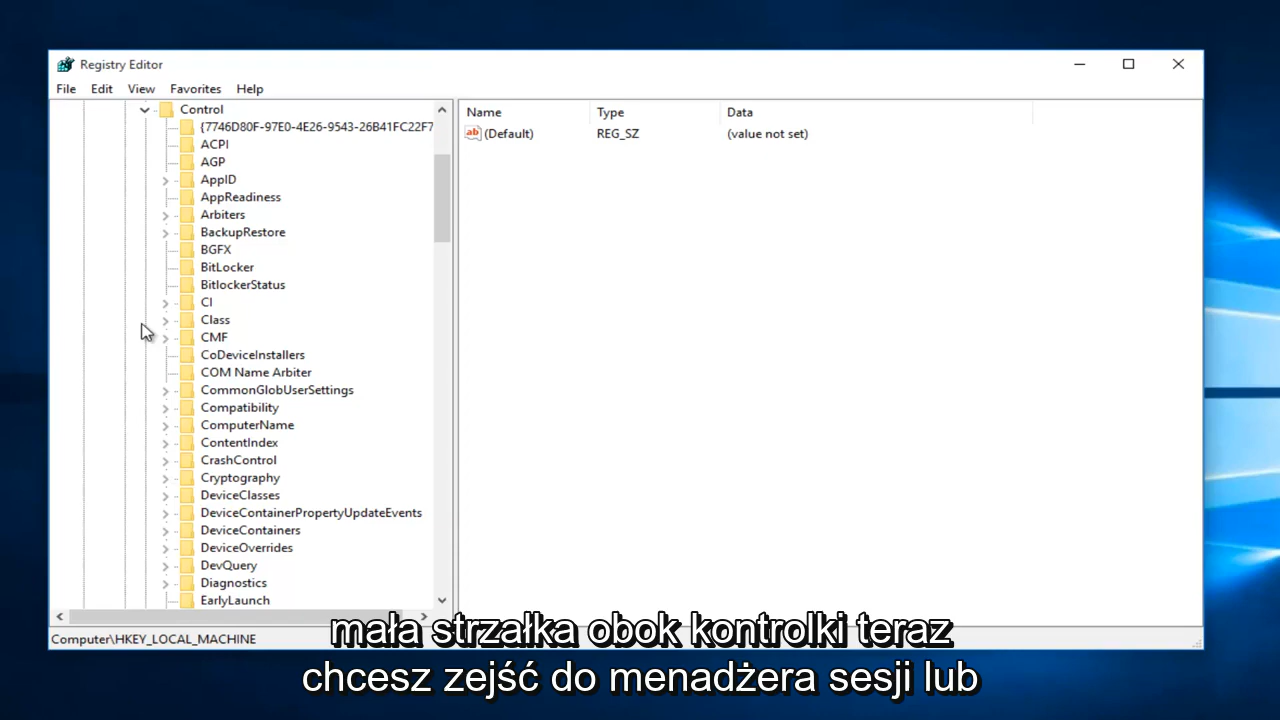 Registry Editor
File Edit View Favorites Help
Control
{7746D80F-97E0-4E26-9543-26B41FC22F7
ACPI
AGP
AppID
AppReadiness
Arbiters
BackupRestore
BGFX
BitLocker
BitlockerStatus
CI
Class
CMF
CoDeviceInstallers
COM Name Arbiter
CommonGlobUserSettings
Compatibility
ComputerName
ContentIndex
CrashControl
Cryptography
DeviceClasses
DeviceContainerPropertyUpdateEvents
DeviceContainers
DeviceOverrides
DevQuery
Diagnostics
EarlyLaunch
Name Type Data
ab (Default) REG_SZ (value not set)
Computer\HKEY_LOCAL_MACHINE
mała strzałka obok kontrolki teraz
chcesz zejść do menadżera sesji lub